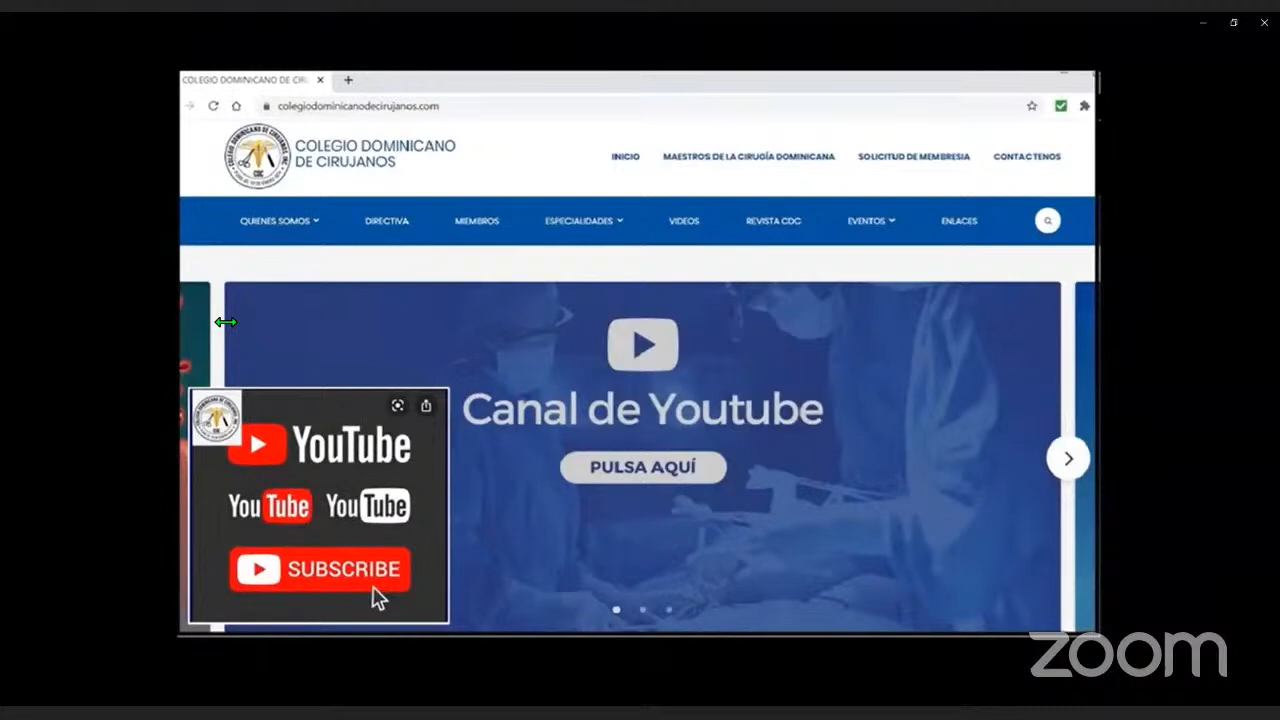 COLEGIO DOMINICANO DE CIR
colegiodominicanodecirujanos.com
COLEGIO DOMINICANO
DE CIRUJANOS
CDC
INICIO
MAESTROS DE LA CIRUGÍA DOMINICANA
SOLICITUD DE MEMBRESIA
CONTACTENOS
QUIENES SOMOS
DIRECTIVA
MIEMBROS
ESPECIALIDADES
VIDEOS
REVISTA CDC
EVENTOS
ENLACES
Canal de Youtube
PULSA AQUÍ
YouTube
YouTube YouTube
SUBSCRIBE
zoom